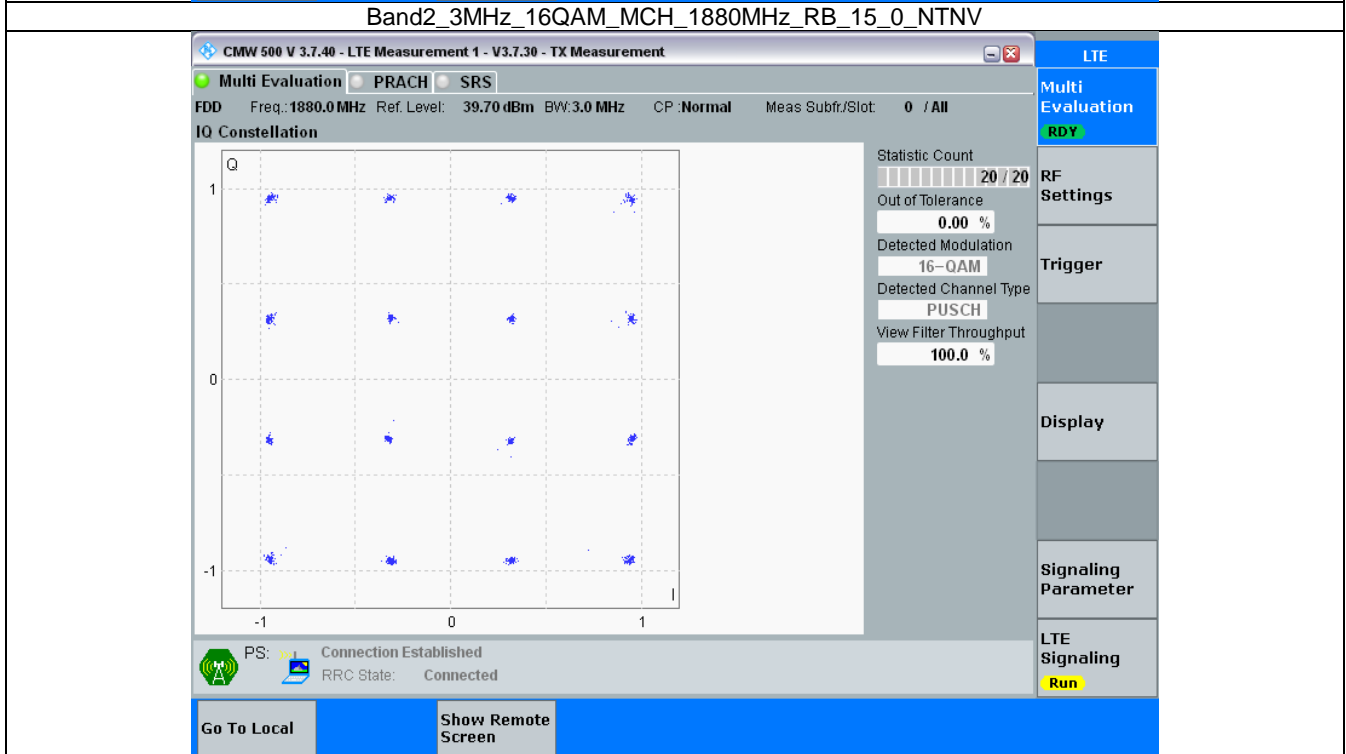 Band2_3MHz_16QAM_MCH_1880MHz_RB_15_0_NTNV
CMW 500 V 3.7.40 - LTE Measurement 1 - V3.7.30 - TX Measurement
LTE
Multi Evaluation PRACH SRS
Multi
Evaluation
RDY
FDD Freq.: 1880.0 MHz Ref. Level: 39.70 dBm BW: 3.0 MHz CP : Normal Meas Subfr./Slot: 0 / All
IQ Constellation
Q
1
0
-1
-1 0 1
I
Statistic Count
20 / 20
Out of Tolerance
0.00 %
Detected Modulation
16-QAM
Detected Channel Type
PUSCH
View Filter Throughput
100.0 %
RF
Settings
Trigger
Display
Signaling
Parameter
LTE
Signaling
Run
PS: Connection Established
RRC State: Connected
Go To Local
Show Remote
Screen